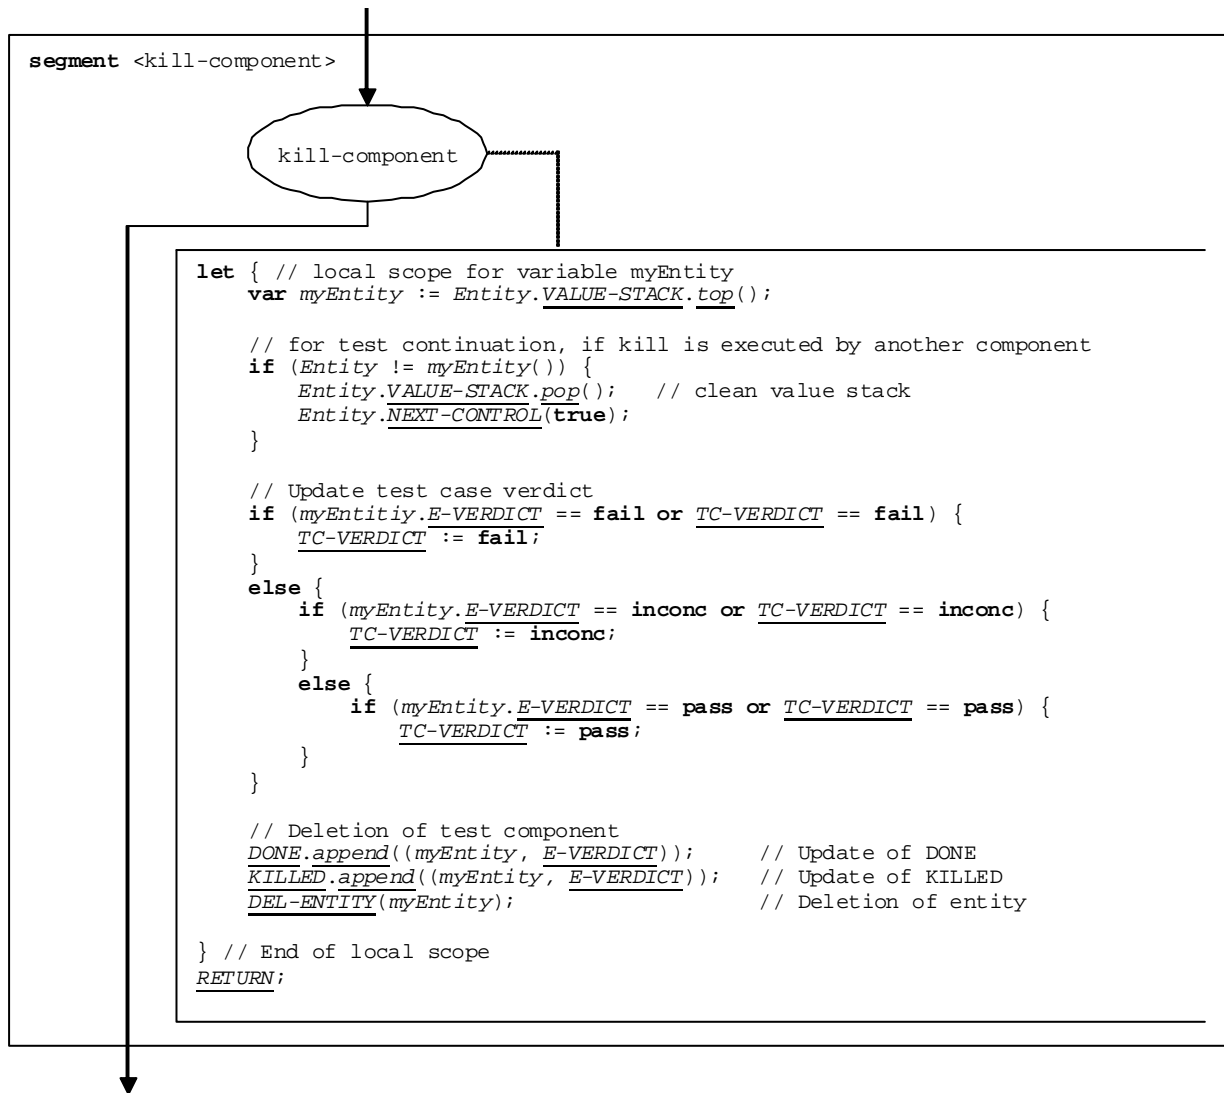 segment <kill-component>
kill-component
let { // local scope for variable myEntity
var myEntity := Entity.VALUE-STACK.top();
// for test continuation, if kill is executed by another component
if (Entity != myEntity()) {
Entity.VALUE-STACK.pop(); // clean value stack
Entity.NEXT-CONTROL(true);
}
// Update test case verdict
if (myEntitiy.E-VERDICT == fail or TC-VERDICT == fail) {
TC-VERDICT := fail;
}
else {
if (myEntity.E-VERDICT == inconc or TC-VERDICT == inconc) {
TC-VERDICT := inconc;
}
else {
if (myEntity.E-VERDICT == pass or TC-VERDICT == pass) {
TC-VERDICT := pass;
}
}
// Deletion of test component
DONE.append((myEntity, E-VERDICT)); // Update of DONE
KILLED.append((myEntity, E-VERDICT)); // Update of KILLED
DEL-ENTITY(myEntity); // Deletion of entity
} // End of local scope
RETURN;